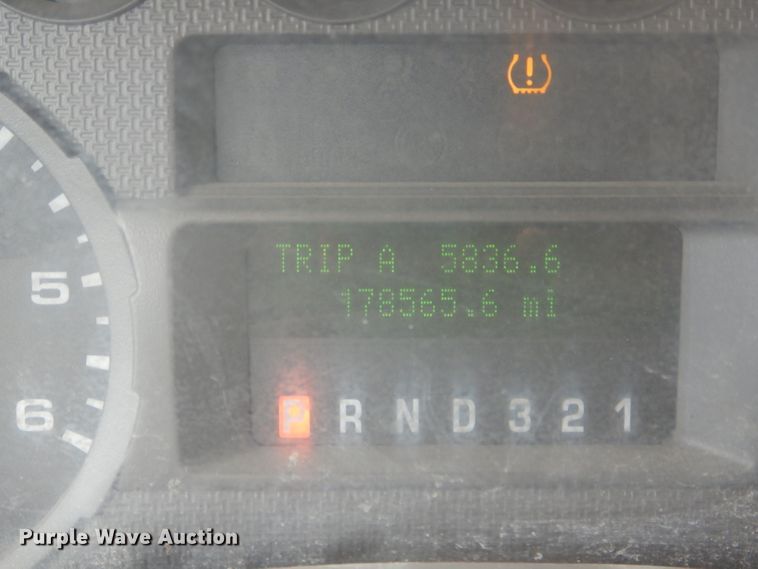 TRIP A 5836.6
178565.6 mi
5
6
P R N D 3 2 1
Purple Wave Auction